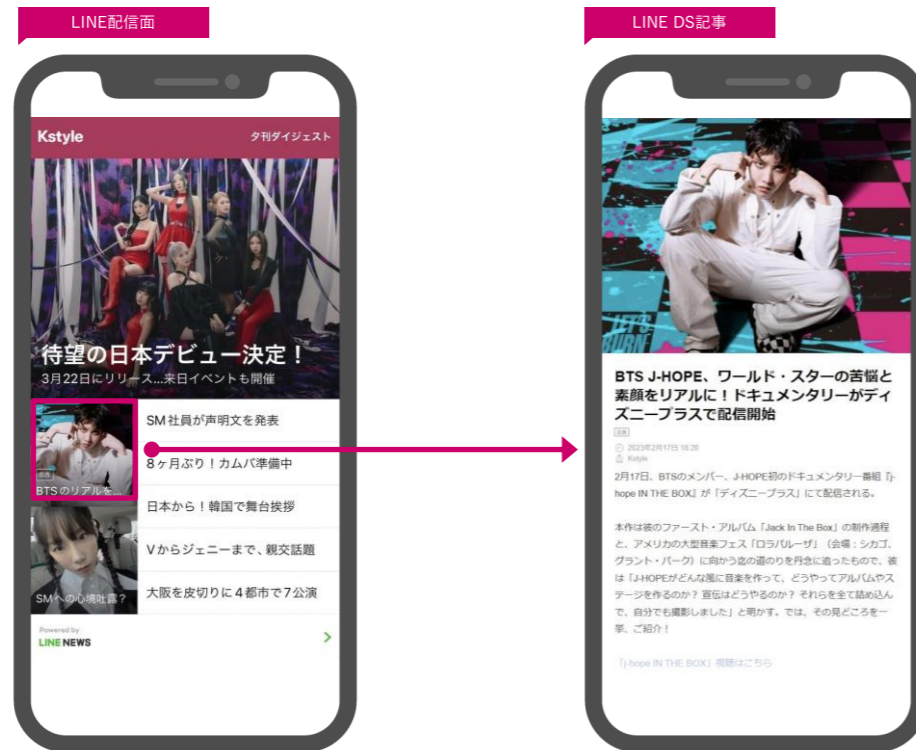 LINE配信面
Kstyle
夕刊ダイジェスト
待望の日本デビュー決定！
3月22日にリリース...来日イベントも開催
広告
BTSのリアルを...
SM社員が声明文を発表
8ヶ月ぶり！カムバ準備中
日本から！韓国で舞台挨拶
SMへの心境吐露？
Vからジェニーまで、親交話題
大阪を皮切りに4都市で7公演
Powered by
LINE NEWS
LINE DS記事
LET'S
BURN
BTS J-HOPE、ワールド・スターの苦悩と
素顔をリアルに！ドキュメンタリーがディ
ズニープラスで配信開始
広告
2023年2月17日 18:28
Kstyle
2月17日、BTSのメンバー、J-HOPE初のドキュメンタリー番組『j-
hope IN THE BOX』が「ディズニープラス」にて配信される。
本作は彼のファースト・アルバム「Jack In The Box」の制作過程
と、アメリカの大型音楽フェス「ロラパルーザ」（会場：シカゴ、
グラント・パーク）に向かう迄の道のりを丹念に追ったもので、彼
は「J-HOPEがどんな風に音楽を作って、どうやってアルバムやス
テージを作るのか？ 宣伝はどうやるのか？ それらを全て詰め込ん
で、自分でも撮影しました」と明かす。では、その見どころを一
挙、ご紹介！
『j-hope IN THE BOX』視聴はこちら